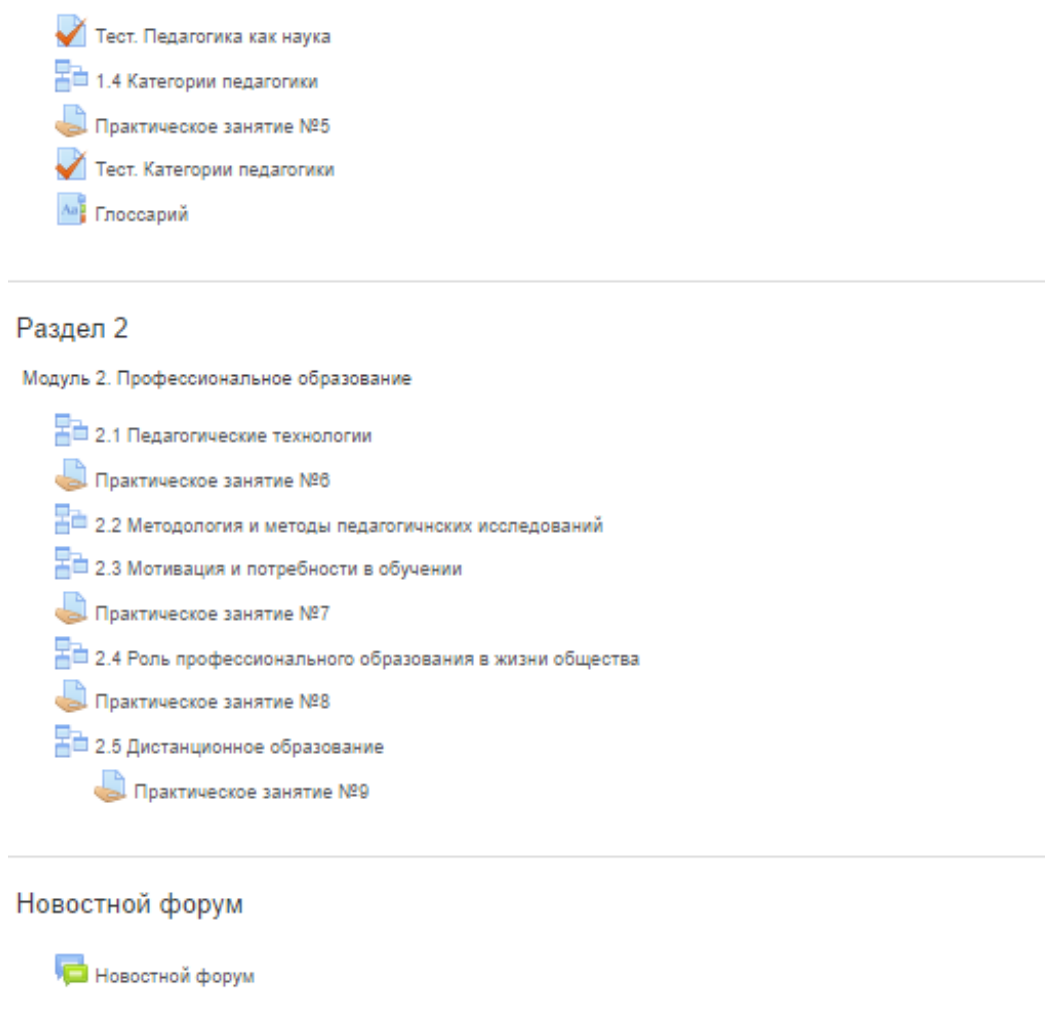 Тест. Педагогика как наука
1.4 Категории педагогики
Практическое занятие №5
Тест. Категории педагогики
Aa
Глоссарий
Раздел 2
Модуль 2. Профессиональное образование
2.1 Педагогические технологии
Практическое занятие №6
2.2 Методология и методы педагогичнских исследований
2.3 Мотивация и потребности в обучении
Практическое занятие №7
2.4 Роль профессионального образования в жизни общества
Практическое занятие №8
2.5 Дистанционное образование
Практическое занятие №9
Новостной форум
Новостной форум